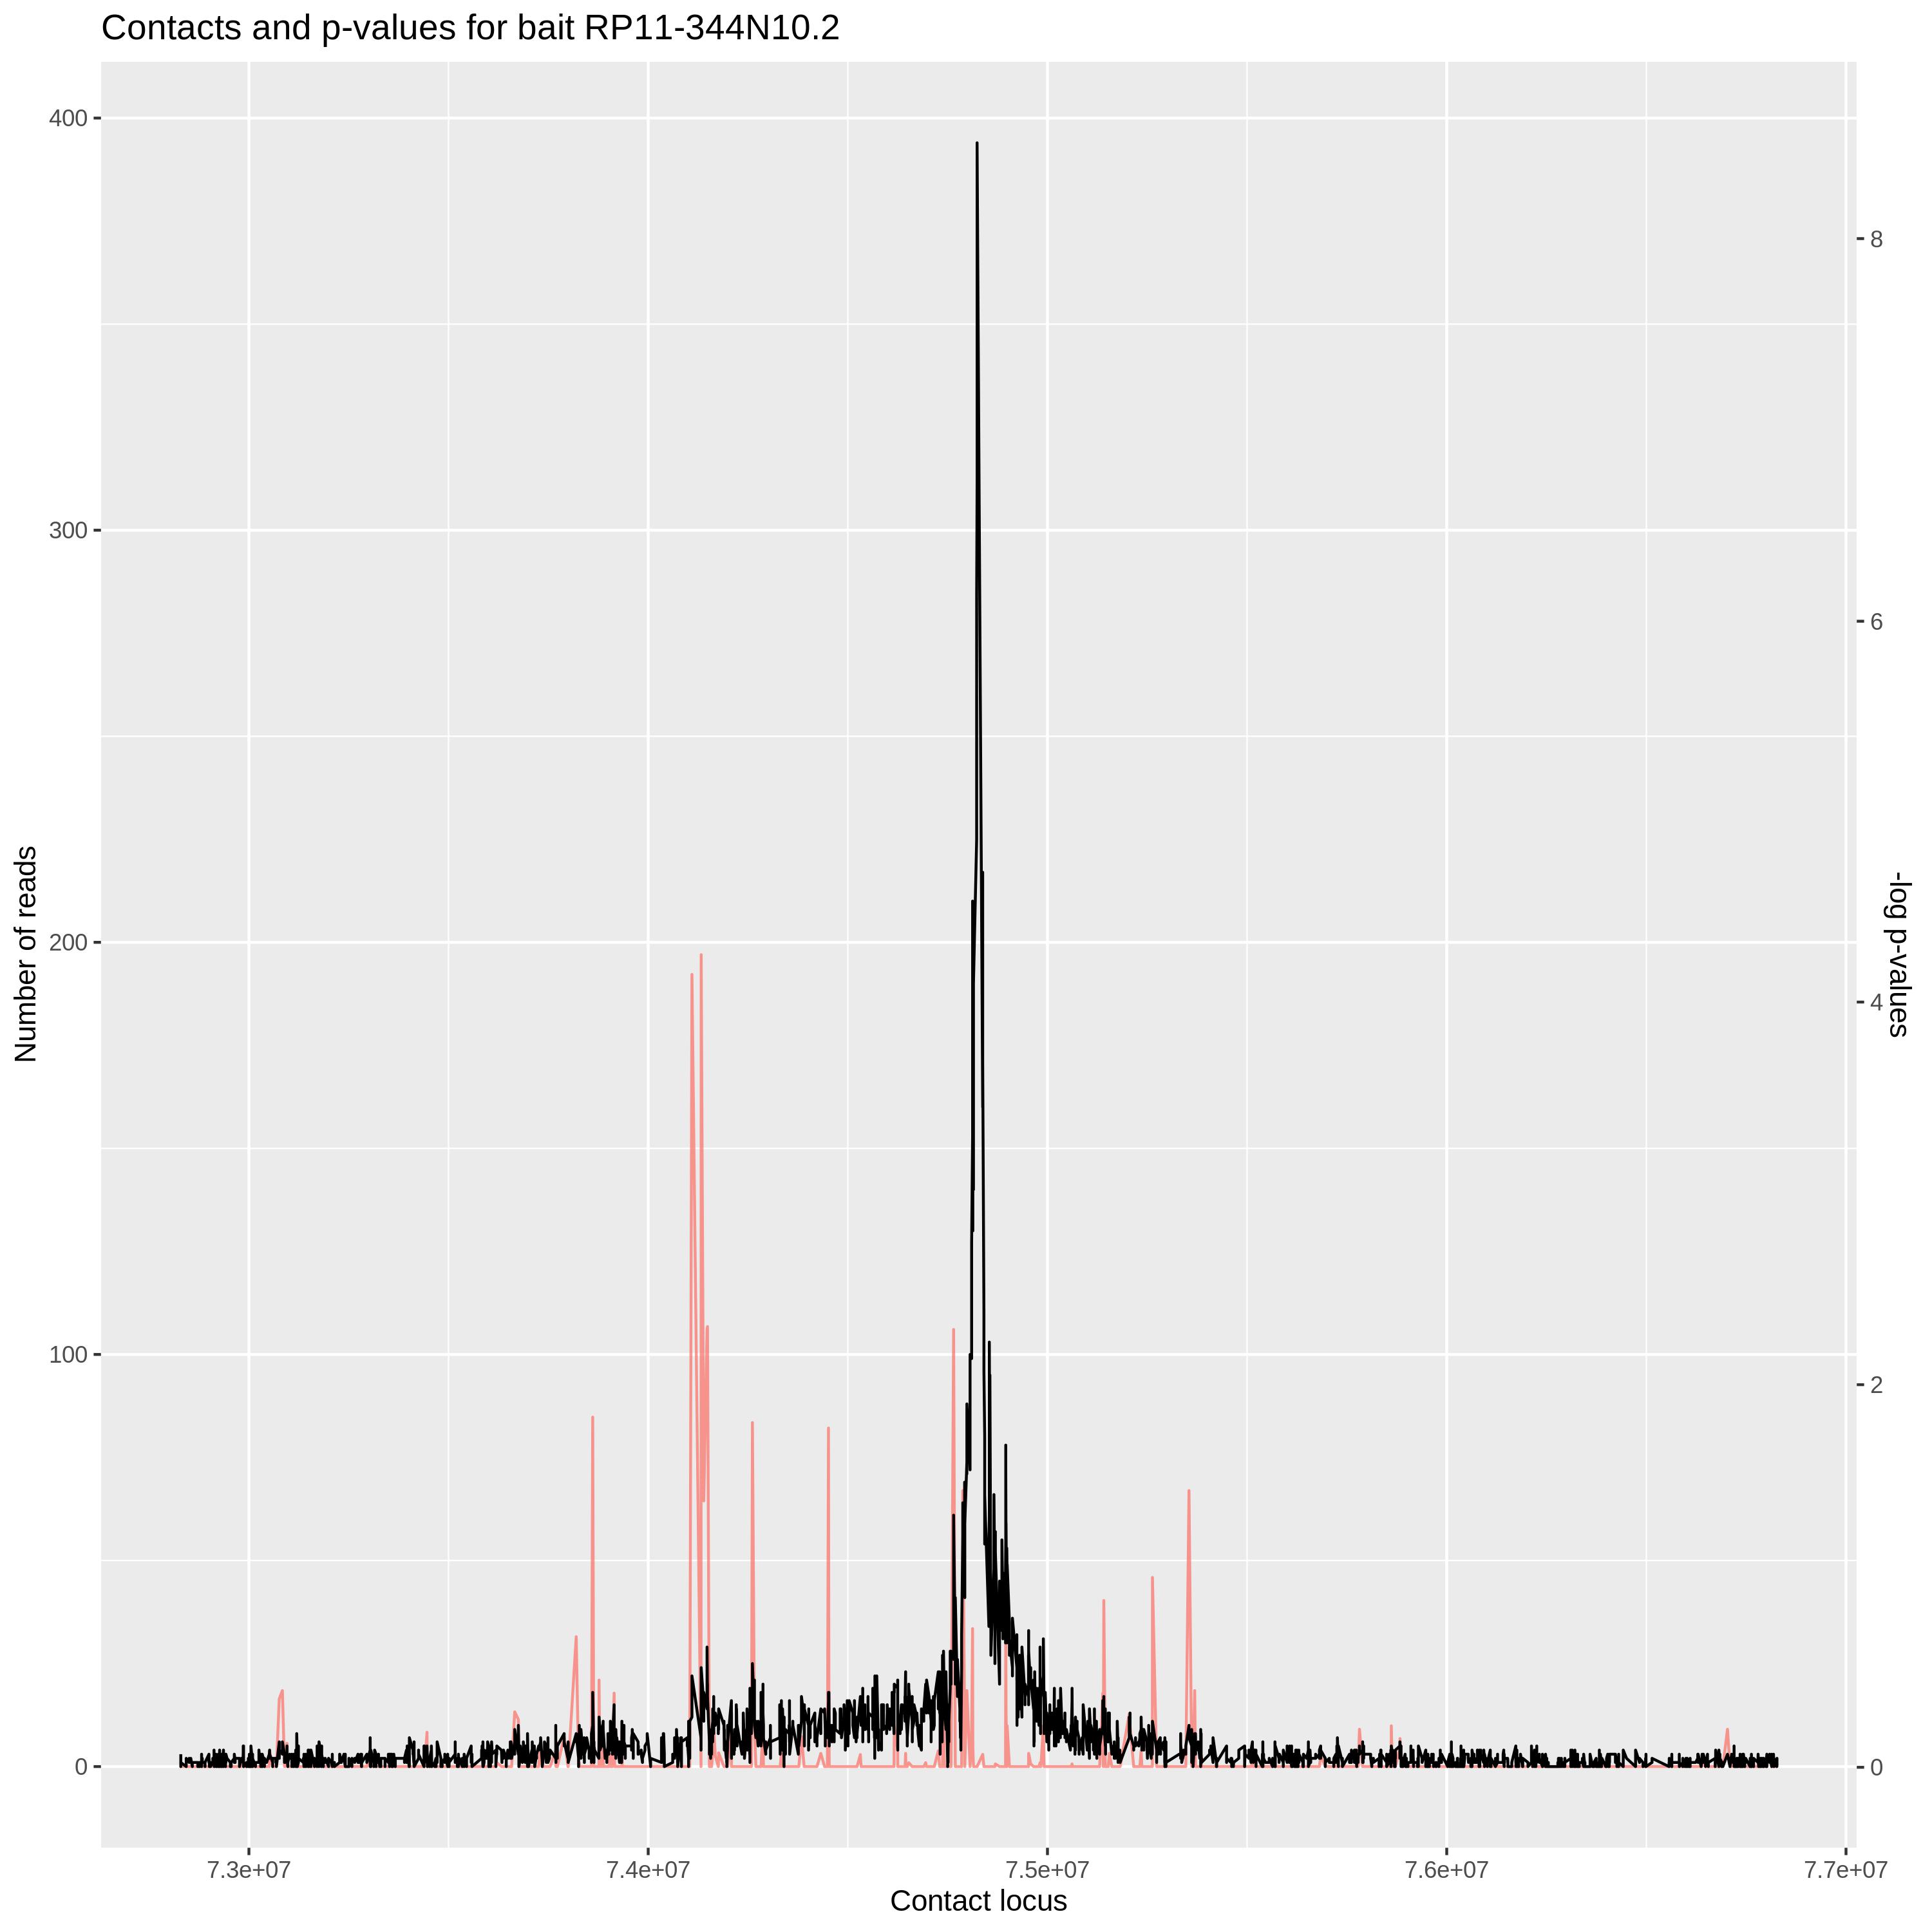 Contacts and p-values for bait RP11-344N10.2
400
300
200
100
0
Number of reads
8
6
4
2
0
-log p-values
7.3e+07
7.4e+07
7.5e+07
7.6e+07
7.7e+07
Contact locus